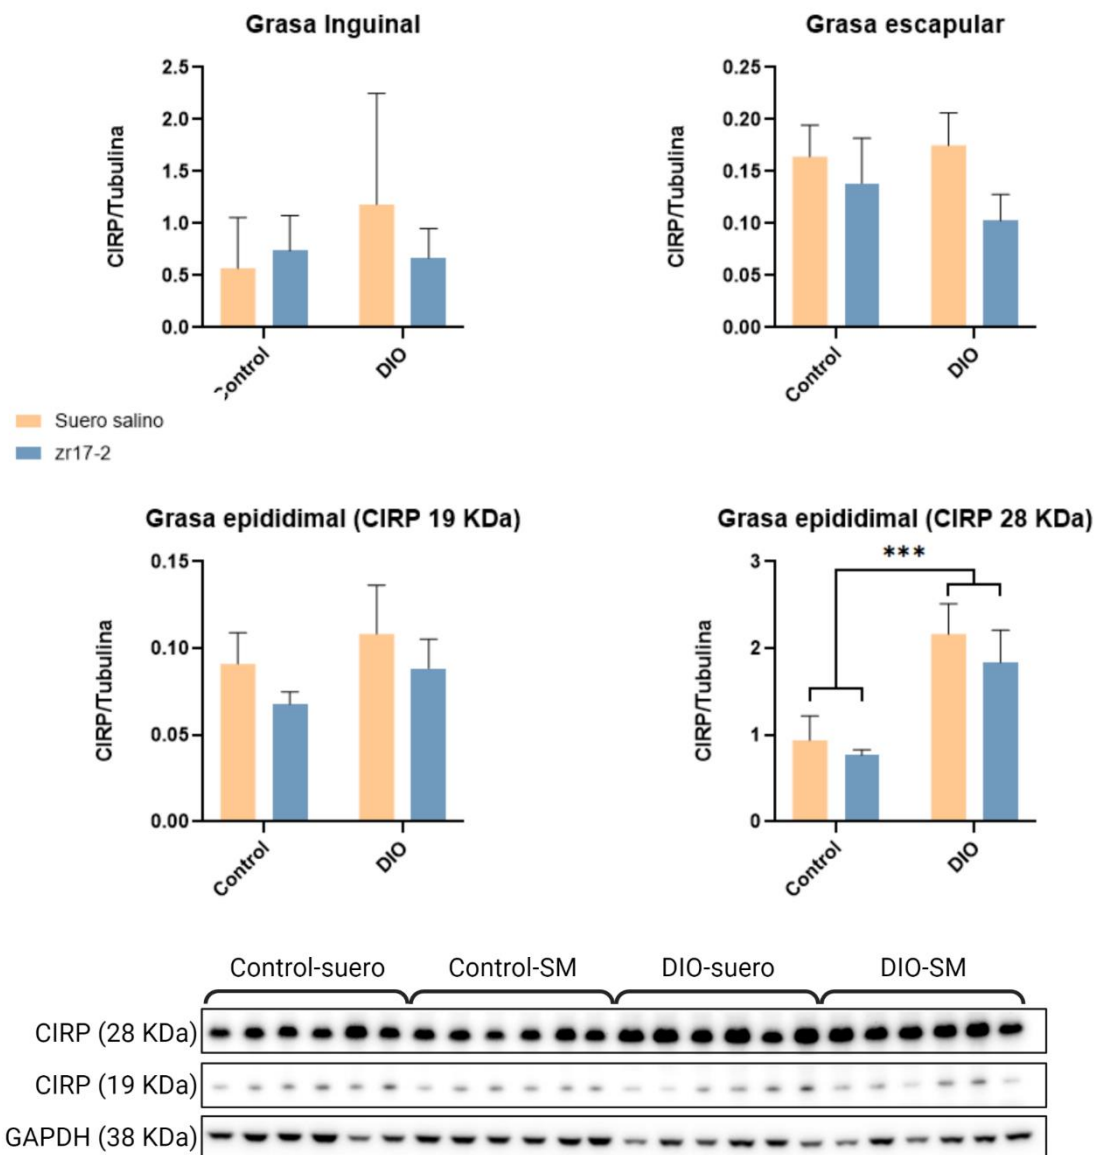 Grasa Inguinal
2.5
2.0
1.5
1.0
0.5
0.0
CIRP/Tubulina
Control
DIO
Grasa escapular
0.25
0.20
0.15
0.10
0.05
0.00
CIRP/Tubulina
Control
DIO
Suero salino
zr17-2
Grasa epididimal (CIRP 19 KDa)
0.15
0.10
0.05
0.00
CIRP/Tubulina
Control
DIO
Grasa epididimal (CIRP 28 KDa)
***
3
2
1
0
CIRP/Tubulina
Control
DIO
Control-suero Control-SM DIO-suero DIO-SM
CIRP (28 KDa)
CIRP (19 KDa)
GAPDH (38 KDa)